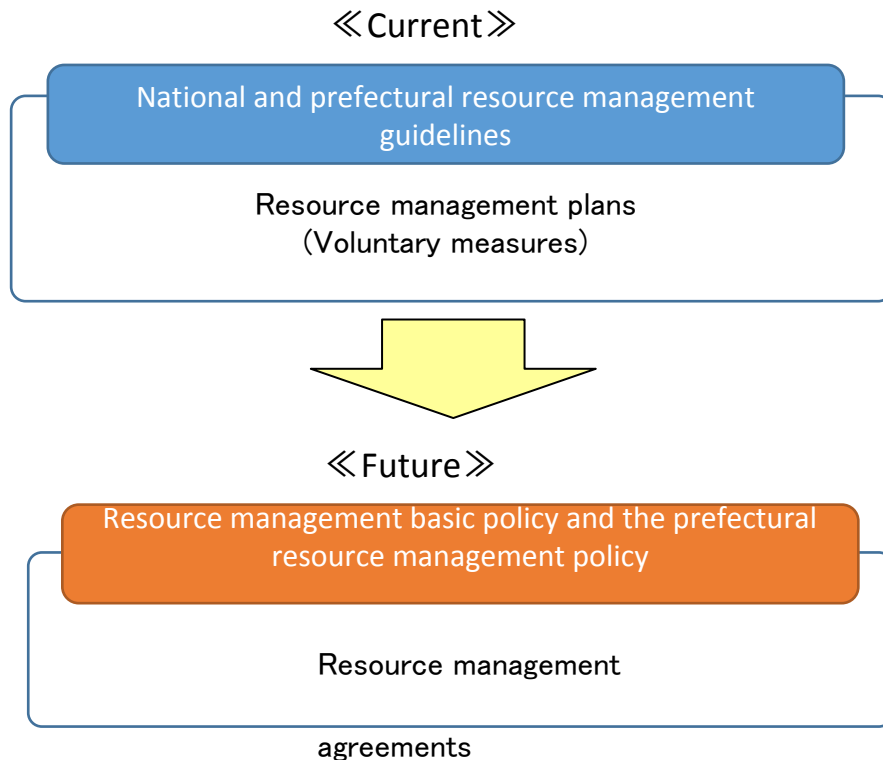 ≪Current≫
National and prefectural resource management
guidelines
Resource management plans
(Voluntary measures)
≪Future≫
Resource management basic policy and the prefectural
resource management policy
Resource management
agreements